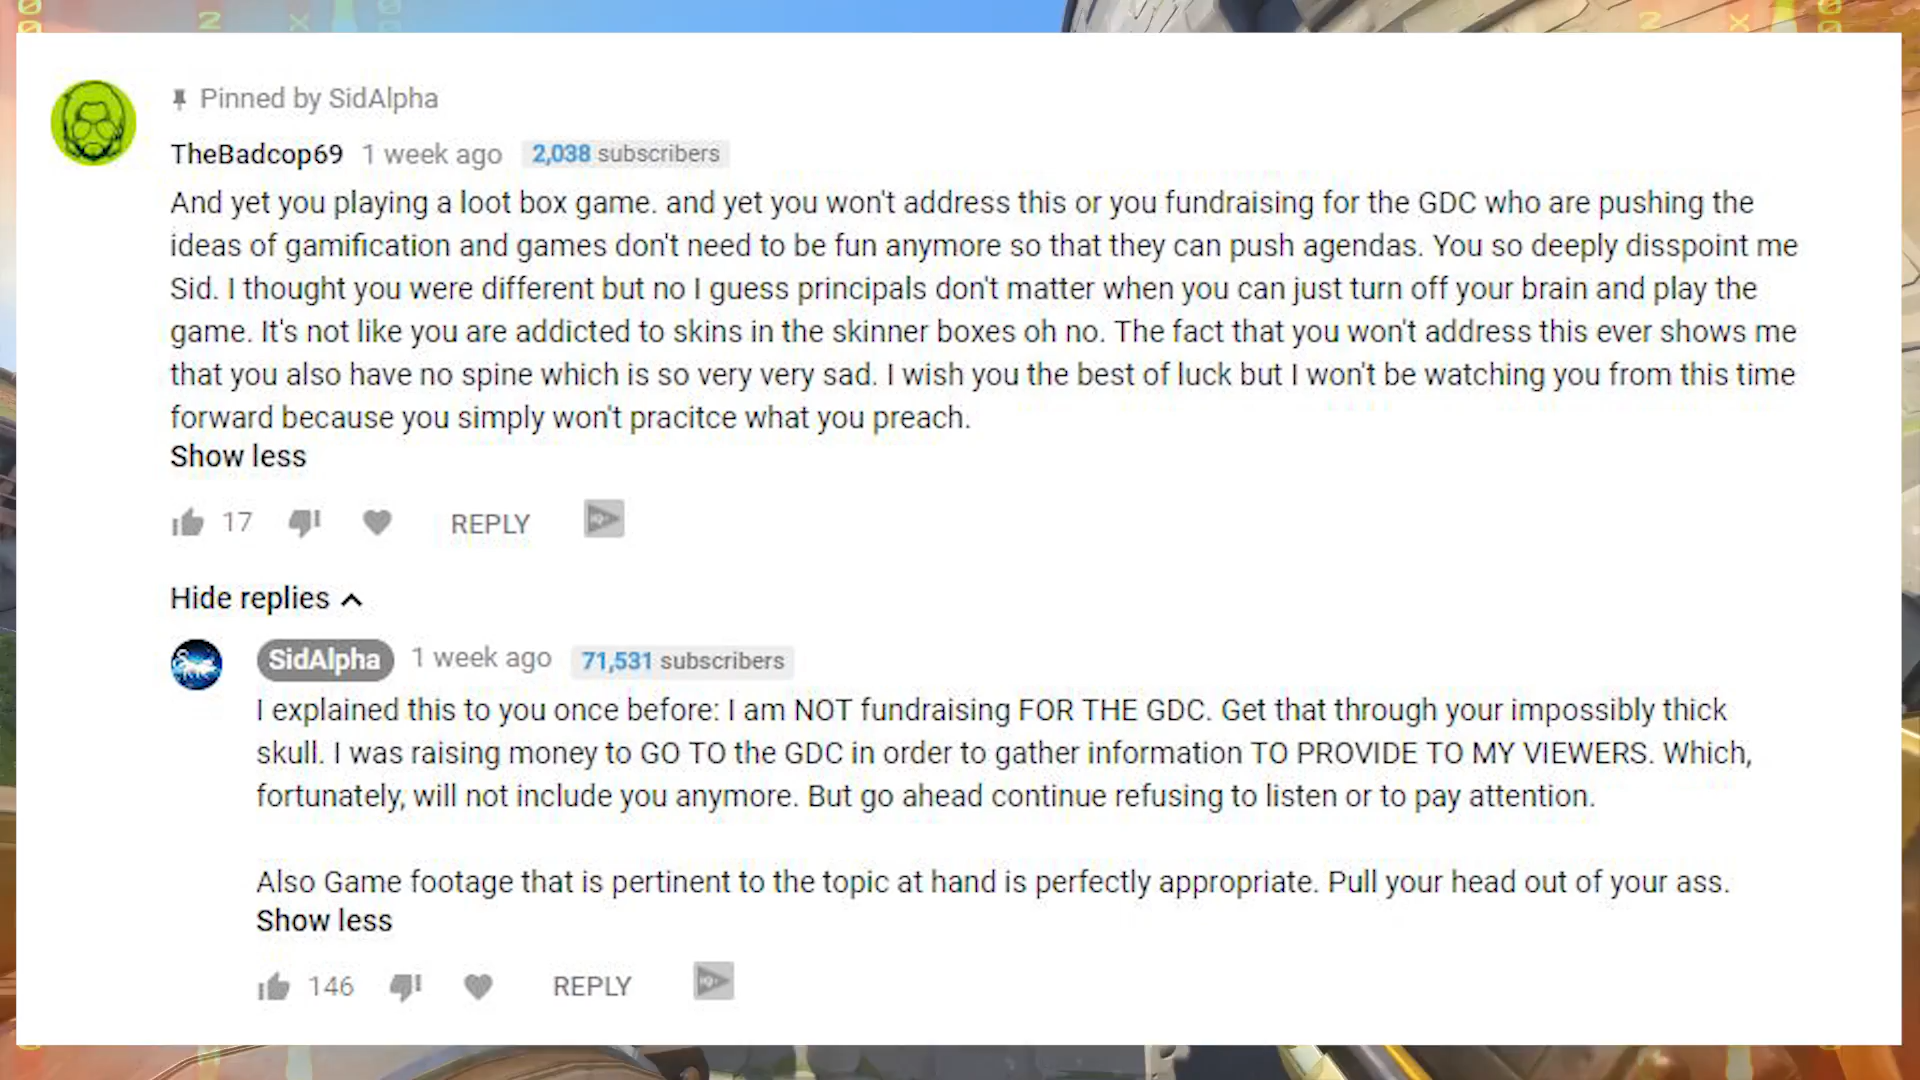 Pinned by SidAlpha
TheBadcop69 1 week ago 2,038 subscribers
And yet you playing a loot box game. and yet you won't address this or you fundraising for the GDC who are pushing the
ideas of gamification and games don't need to be fun anymore so that they can push agendas. You so deeply disspoint me
Sid. I thought you were different but no I guess principals don't matter when you can just turn off your brain and play the
game. It's not like you are addicted to skins in the skinner boxes oh no. The fact that you won't address this ever shows me
that you also have no spine which is so very very sad. I wish you the best of luck but I won't be watching you from this time
forward because you simply won't pracitce what you preach.
Show less
17 REPLY
Hide replies
SidAlpha 1 week ago 71,531 subscribers
I explained this to you once before: I am NOT fundraising FOR THE GDC. Get that through your impossibly thick
skull. I was raising money to GO TO the GDC in order to gather information TO PROVIDE TO MY VIEWERS. Which,
fortunately, will not include you anymore. But go ahead continue refusing to listen or to pay attention.
Also Game footage that is pertinent to the topic at hand is perfectly appropriate. Pull your head out of your ass.
Show less
146 REPLY